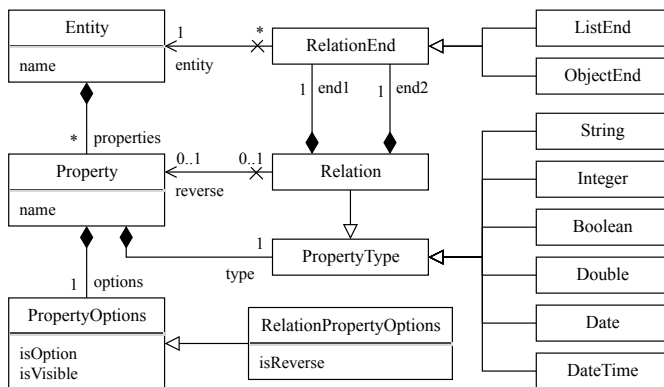 Entity
name
1
*
entity
RelationEnd
ListEnd
ObjectEnd
1
end1
1
end2
*
properties
Property
name
0..1
0..1
reverse
Relation
String
Integer
Boolean
Double
Date
DateTime
1
type
PropertyType
1
options
PropertyOptions
isOption
isVisible
RelationPropertyOptions
isReverse